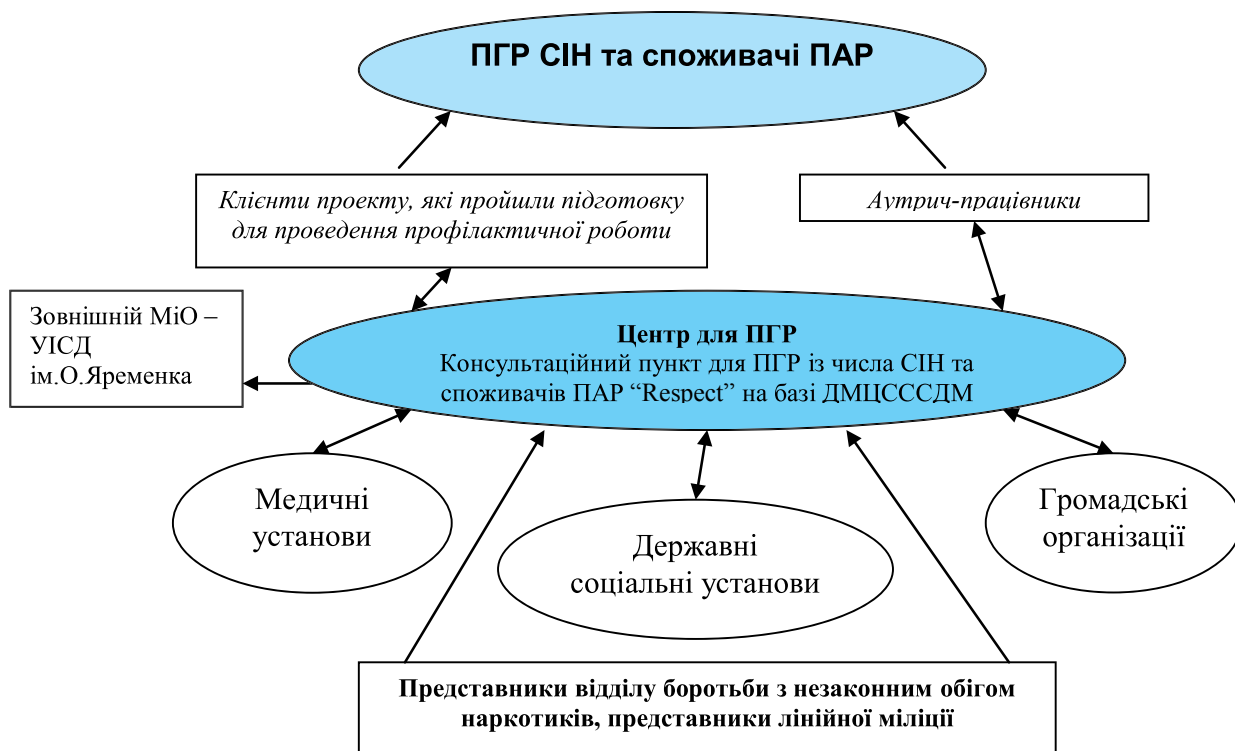 ПГР СІН та споживачі ПАР
Клієнти проекту, які пройшли підготовку
для проведення профілактичної роботи
Аутрич-працівники
Зовнішній МіО –
УІСД
ім.О.Яременка
Центр для ПГР
Консультаційний пункт для ПГР із числа СІН та
споживачів ПАР “Respect” на базі ДМЦСССДМ
Медичні
установи
Державні
соціальні установи
Громадські
організації
Представники відділу боротьби з незаконним обігом
наркотиків, представники лінійної міліції